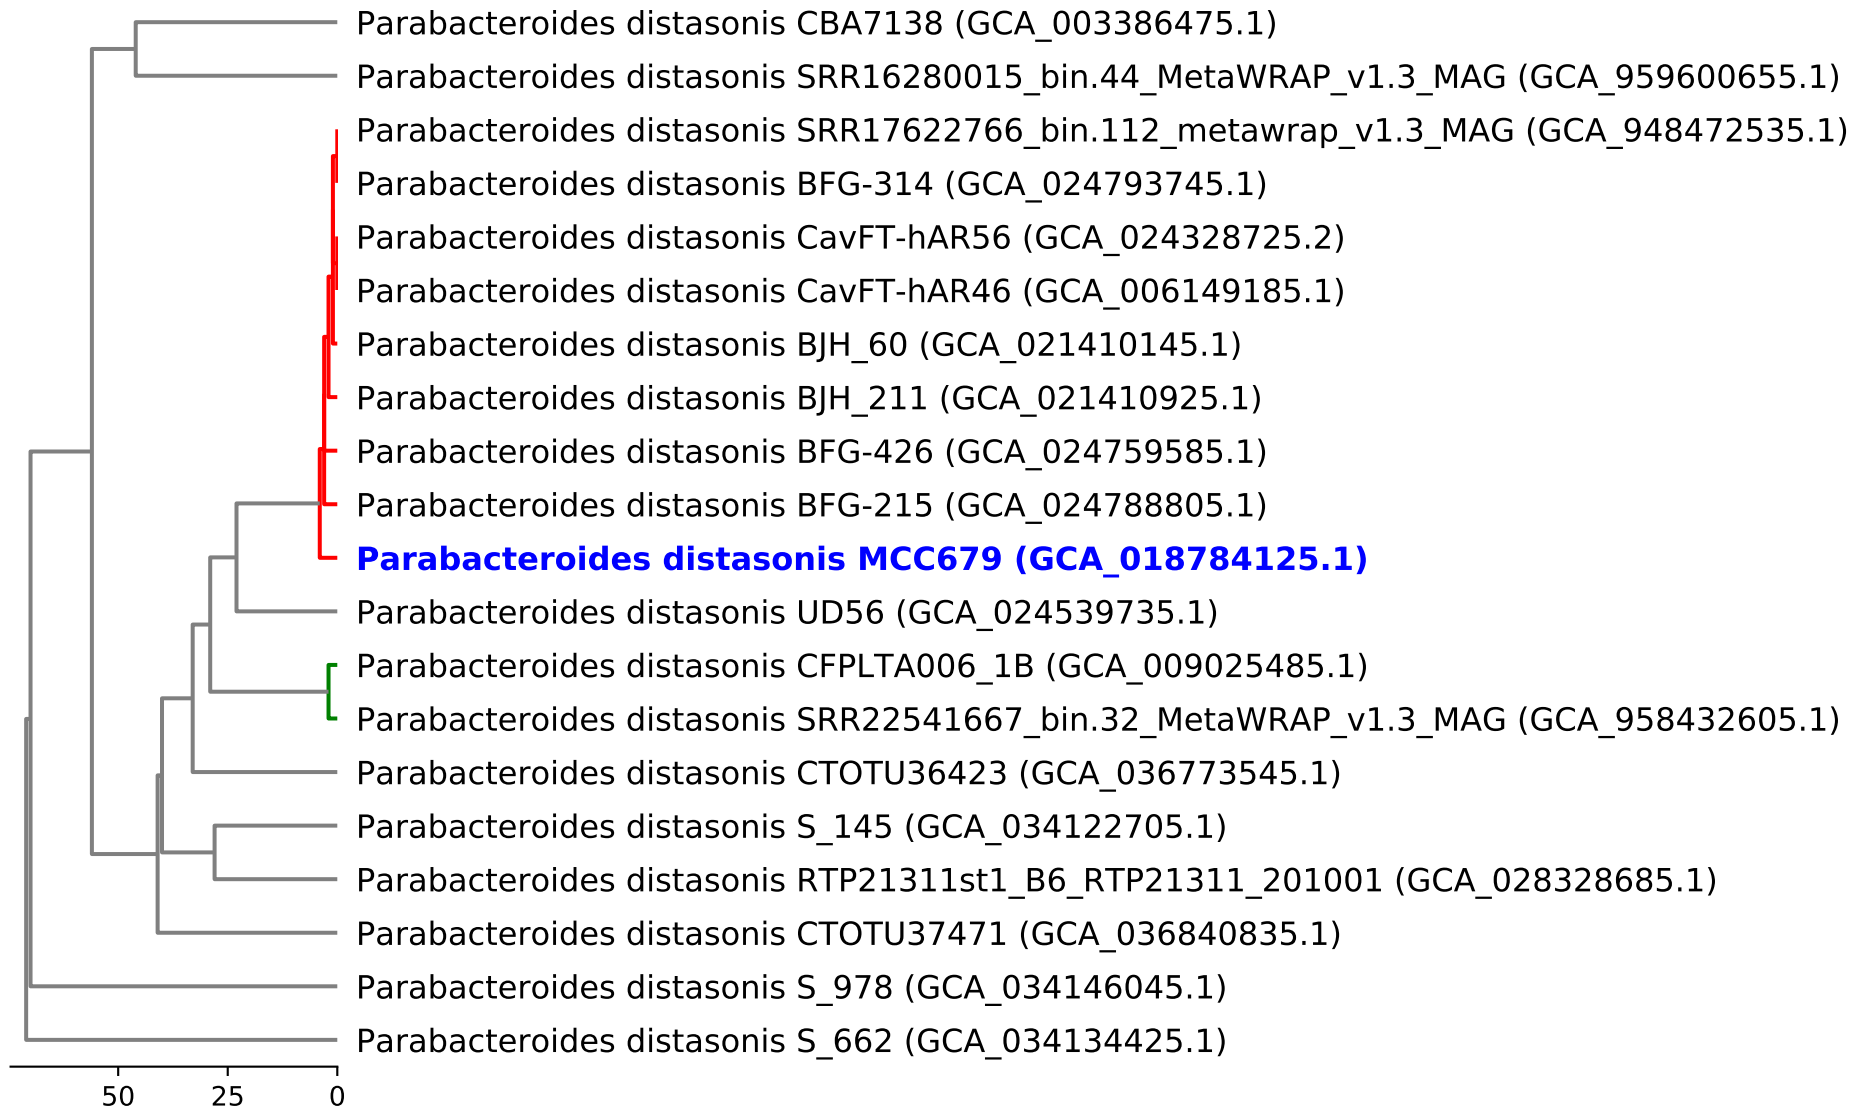 Parabacteroides distasonis CBA7138 (GCA_003386475.1)
Parabacteroides distasonis SRR16280015_bin.44_MetaWRAP_v1.3_MAG (GCA_959600655.1)
Parabacteroides distasonis SRR17622766_bin.112_metawrap_v1.3_MAG (GCA_948472535.1)
Parabacteroides distasonis BFG-314 (GCA_024793745.1)
Parabacteroides distasonis CavFT-hAR56 (GCA_024328725.2)
Parabacteroides distasonis CavFT-hAR46 (GCA_006149185.1)
Parabacteroides distasonis BJH_60 (GCA_021410145.1)
Parabacteroides distasonis BJH_211 (GCA_021410925.1)
Parabacteroides distasonis BFG-426 (GCA_024759585.1)
Parabacteroides distasonis BFG-215 (GCA_024788805.1)
Parabacteroides distasonis MCC679 (GCA_018784125.1)
Parabacteroides distasonis UD56 (GCA_024539735.1)
Parabacteroides distasonis CFPLTA006_1B (GCA_009025485.1)
Parabacteroides distasonis SRR22541667_bin.32_MetaWRAP_v1.3_MAG (GCA_958432605.1)
Parabacteroides distasonis CTOTU36423 (GCA_036773545.1)
Parabacteroides distasonis S_145 (GCA_034122705.1)
Parabacteroides distasonis RTP21311st1_B6_RTP21311_201001 (GCA_028328685.1)
Parabacteroides distasonis CTOTU37471 (GCA_036840835.1)
Parabacteroides distasonis S_978 (GCA_034146045.1)
Parabacteroides distasonis S_662 (GCA_034134425.1)
50 25 0